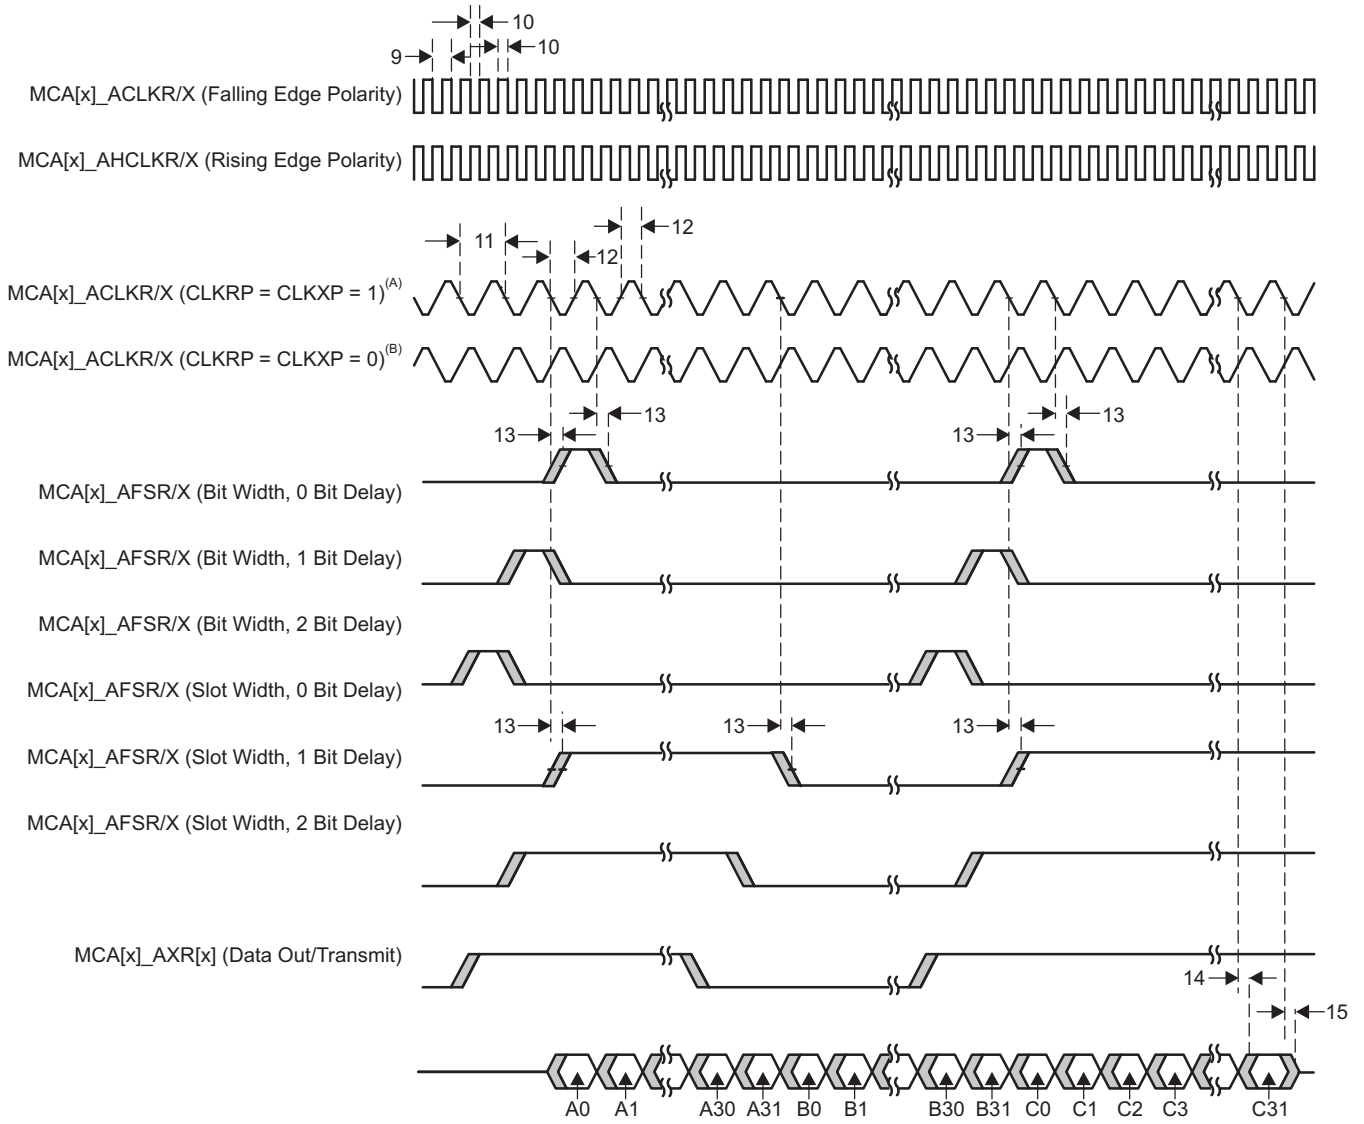 10
9
10
MCA[x]_ACLKR/X (Falling Edge Polarity)
MCA[x]_AHCLKR/X (Rising Edge Polarity)
12
11
12
MCA[x]_ACLKR/X (CLKRP = CLKXP = 1)(A)
MCA[x]_ACLKR/X (CLKRP = CLKXP = 0)(B)
13
13
13
13
MCA[x]_AFSR/X (Bit Width, 0 Bit Delay)
MCA[x]_AFSR/X (Bit Width, 1 Bit Delay)
MCA[x]_AFSR/X (Bit Width, 2 Bit Delay)
MCA[x]_AFSR/X (Slot Width, 0 Bit Delay)
13
13
13
MCA[x]_AFSR/X (Slot Width, 1 Bit Delay)
MCA[x]_AFSR/X (Slot Width, 2 Bit Delay)
MCA[x]_AXR[x] (Data Out/Transmit)
14
15
A0 A1 A30 A31 B0 B1 B30 B31 C0 C1 C2 C3 C31